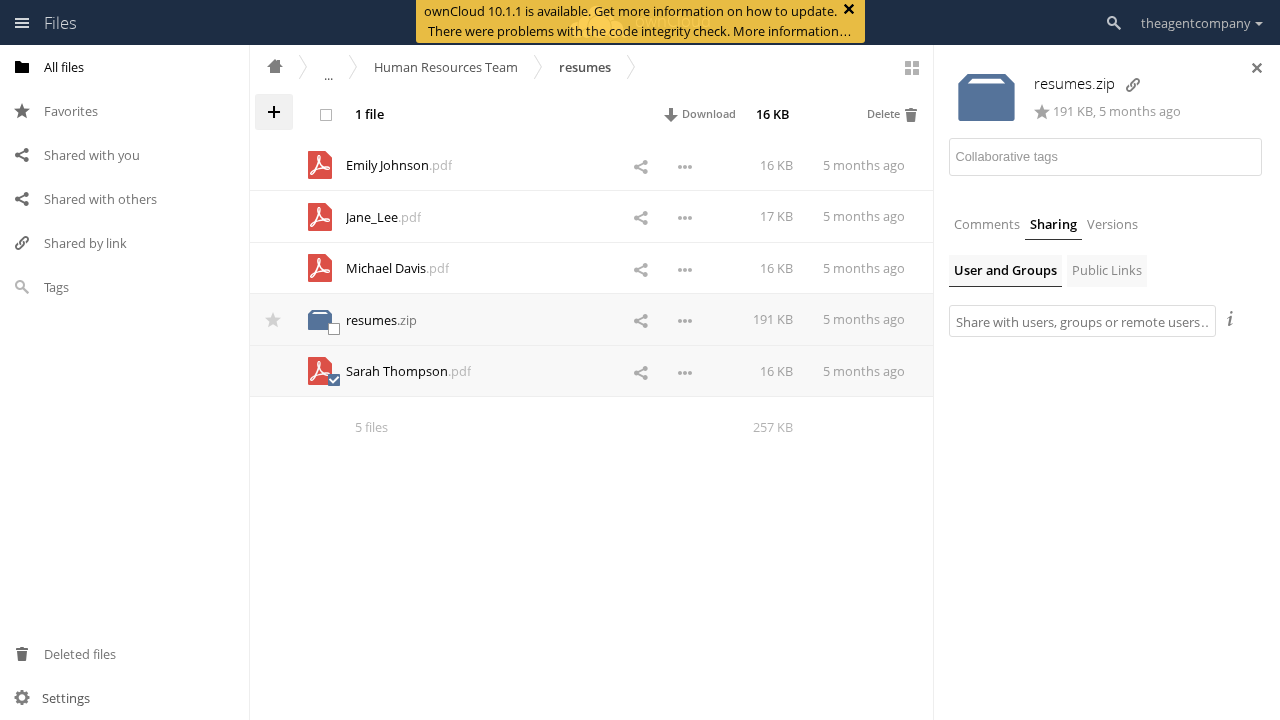 Files
ownCloud 10.1.1 is available. Get more information on how to update.
There were problems with the code integrity check. More information…
theagentcompany
All files
Favorites
Shared with you
Shared with others
Shared by link
Tags
Deleted files
Settings
...
Human Resources Team
resumes
1 file
Download
16 KB
Delete
Emily Johnson.pdf
16 KB
5 months ago
Jane_Lee.pdf
17 KB
5 months ago
Michael Davis.pdf
16 KB
5 months ago
resumes.zip
191 KB
5 months ago
Sarah Thompson.pdf
16 KB
5 months ago
5 files
257 KB
resumes.zip
191 KB, 5 months ago
Collaborative tags
Comments
Sharing
Versions
User and Groups
Public Links
Share with users, groups or remote users…